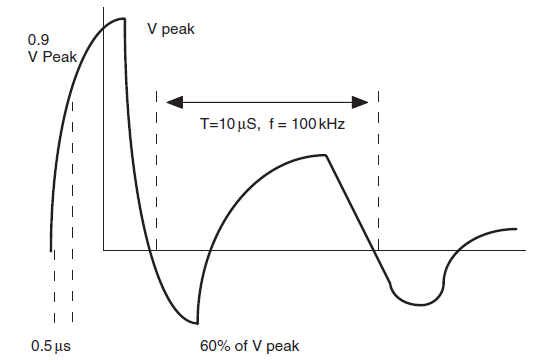 V peak
0.9
V Peak
T=10 µS, f = 100 kHz
0.5 µs
60% of V peak